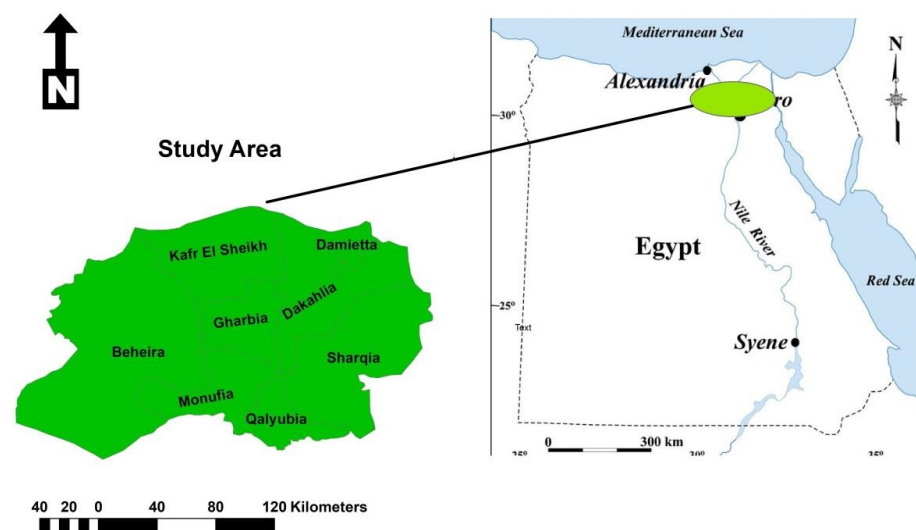 N
Study Area
Kafr El Sheikh
Damietta
Dakahlia
Gharbia
Beheira
Sharqia
Monufia
Qalyubia
40 20 0 40 80 120 Kilometers
Mediterranean Sea
N
Alexandria
ro
30°
Nile River
Egypt
Red Sea
25°
Text
Syene
0 300 km
25°
30°
35°